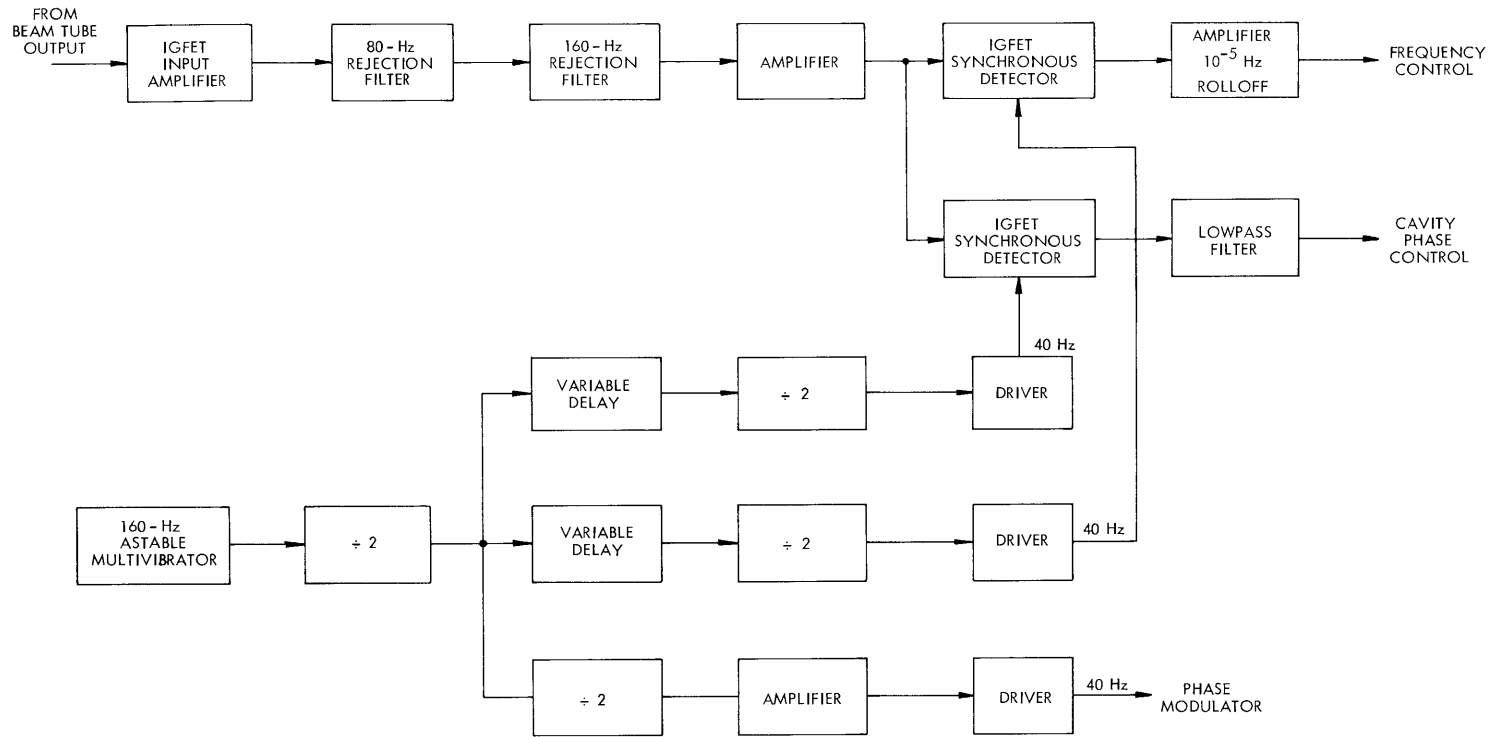 FROM
BEAM TUBE
OUTPUT
IGFET
INPUT
AMPLIFIER
80-Hz
REJECTION
FILTER
160-Hz
REJECTION
FILTER
AMPLIFIER
IGFET
SYNCHRONOUS
DETECTOR
AMPLIFIER
10⁻⁵ Hz
ROLLOFF
FREQUENCY
CONTROL
IGFET
SYNCHRONOUS
DETECTOR
LOWPASS
FILTER
CAVITY
PHASE
CONTROL
40 Hz
VARIABLE
DELAY
÷ 2
DRIVER
160-Hz
ASTABLE
MULTIVIBRATOR
÷ 2
VARIABLE
DELAY
÷ 2
DRIVER
40 Hz
÷ 2
AMPLIFIER
DRIVER
40 Hz
PHASE
MODULATOR